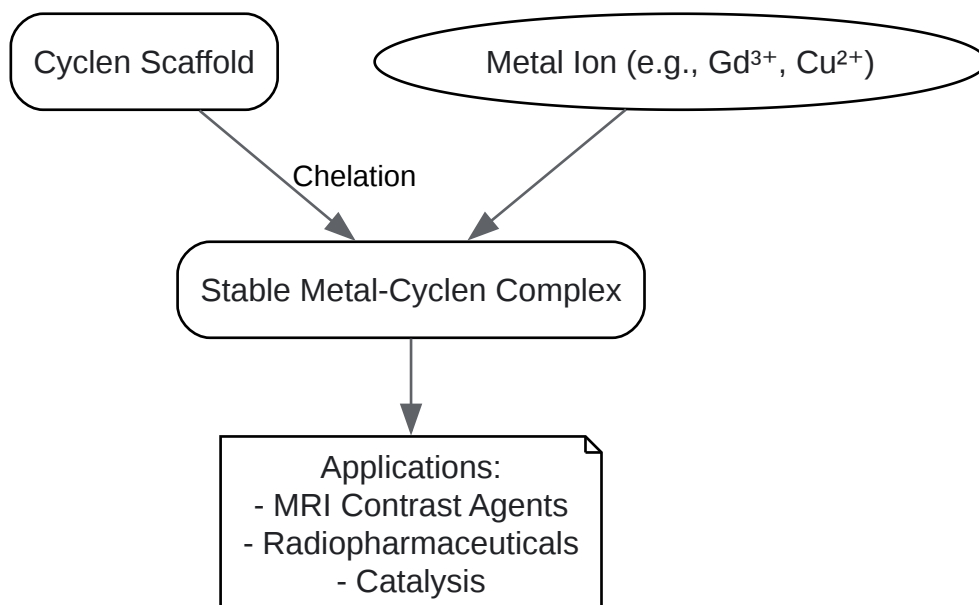 Cyclen Scaffold
Metal Ion (e.g., Gd³⁺, Cu²⁺)
Chelation
Stable Metal-Cyclen Complex
Applications:
- MRI Contrast Agents
- Radiopharmaceuticals
- Catalysis